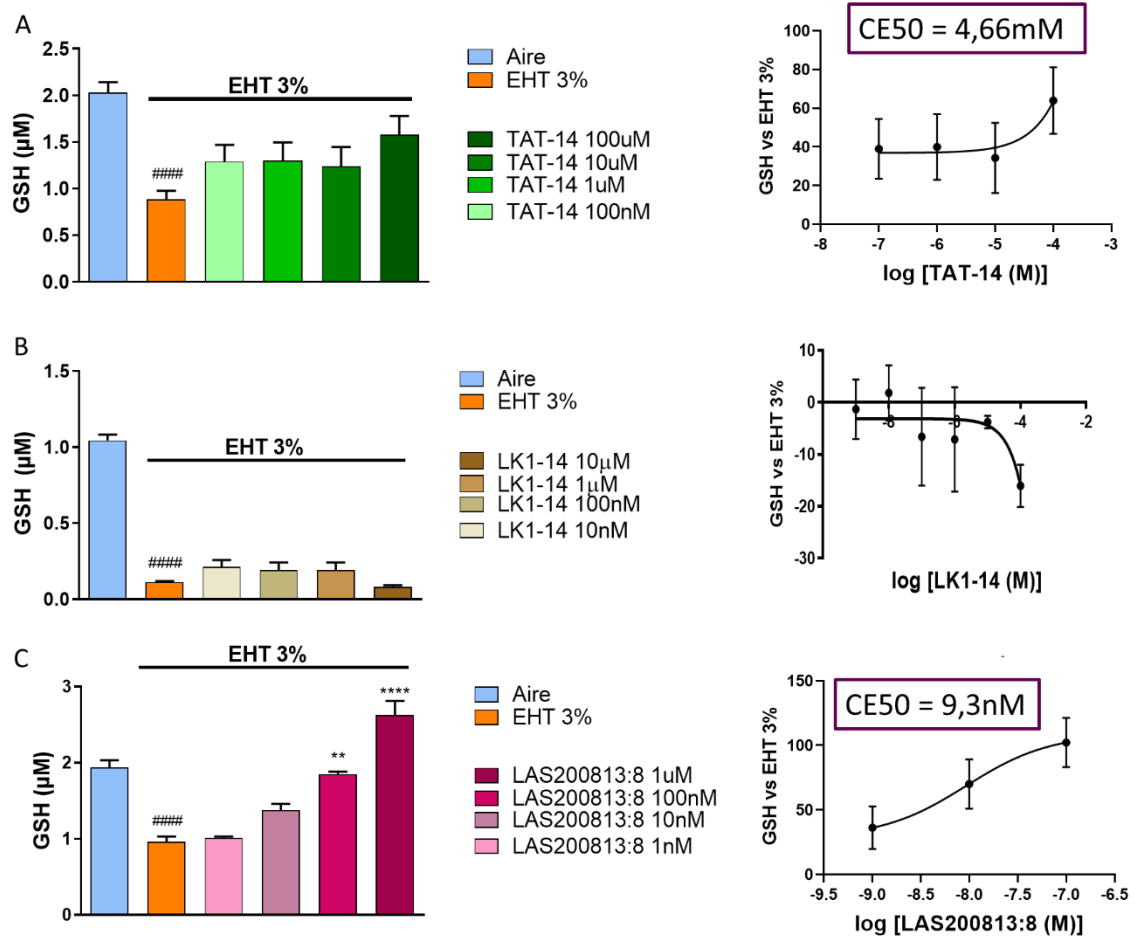 A
GSH (µM)
2.5
2.0
1.5
1.0
0.5
0.0
EHT 3%
####
Aire
EHT 3%
TAT-14 100uM
TAT-14 10uM
TAT-14 1uM
TAT-14 100nM
CE50 = 4,66mM
GSH vs EHT 3%
100
80
60
40
20
0
-8 -7 -6 -5 -4 -3
log [TAT-14 (M)]
B
GSH (µM)
1.5
1.0
0.5
0.0
EHT 3%
####
Aire
EHT 3%
LK1-14 10µM
LK1-14 1µM
LK1-14 100nM
LK1-14 10nM
GSH vs EHT 3%
10
0
-10
-20
-30
-8 -6 -4 -2
log [LK1-14 (M)]
C
GSH (µM)
3
2
1
0
EHT 3%
####
**
****
Aire
EHT 3%
LAS200813:8 1uM
LAS200813:8 100nM
LAS200813:8 10nM
LAS200813:8 1nM
CE50 = 9,3nM
GSH vs EHT 3%
150
100
50
0
-9.5 -9.0 -8.5 -8.0 -7.5 -7.0 -6.5
log [LAS200813:8 (M)]